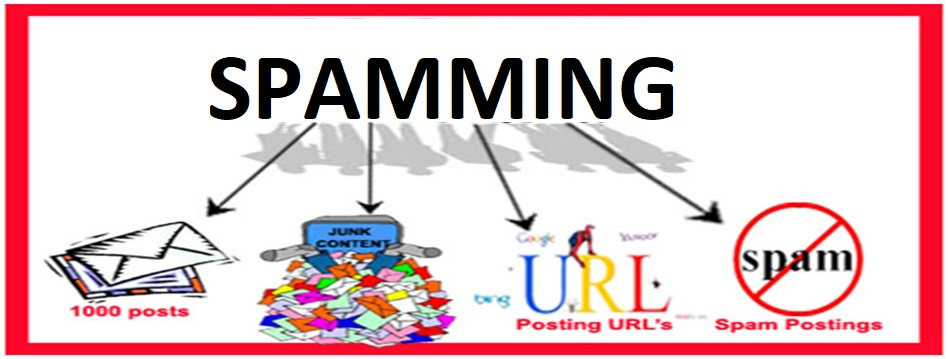 SPAMMING
JUNK
CONTENT
1000 posts
Google
YAHOO!
bing
URL
Posting URL's
spam
Spam Postings